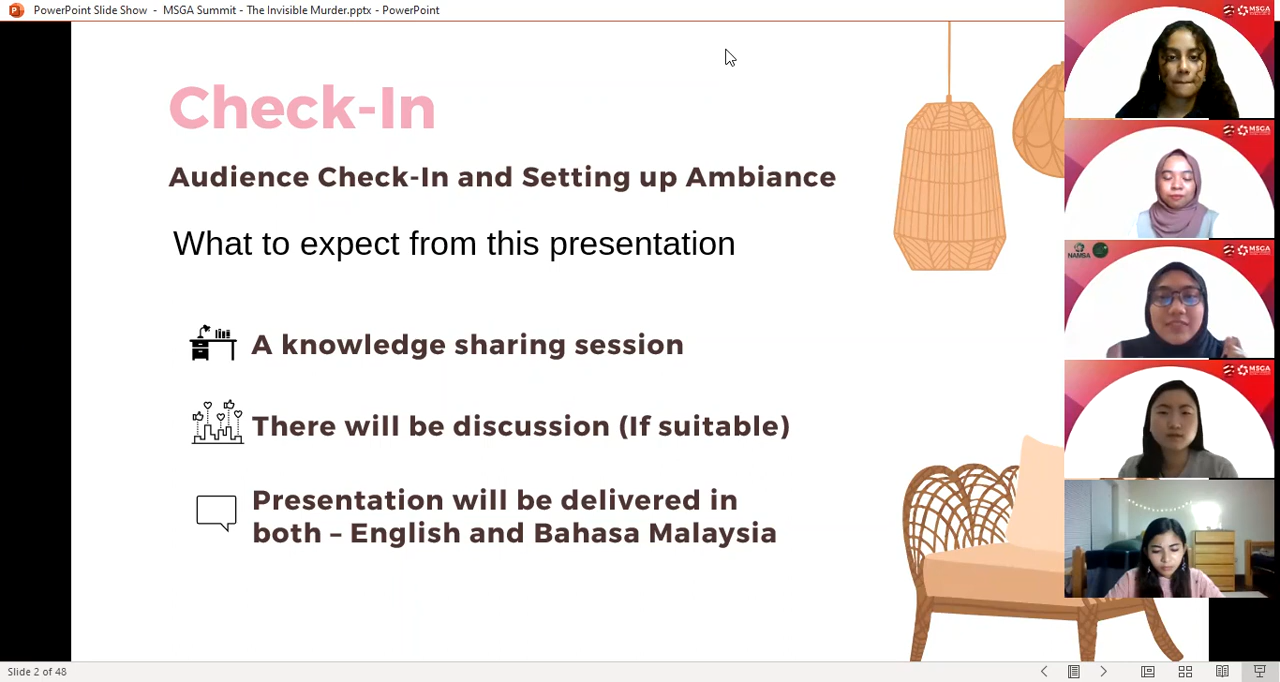 PowerPoint Slide Show - MSGA Summit - The Invisible Murder.pptx - PowerPoint
MSGA
Check-In
Audience Check-In and Setting up Ambiance
What to expect from this presentation
MSGA
MSGA
NAMSA
A knowledge sharing session
MSGA
There will be discussion (If suitable)
Presentation will be delivered in
both – English and Bahasa Malaysia
Slide 2 of 48